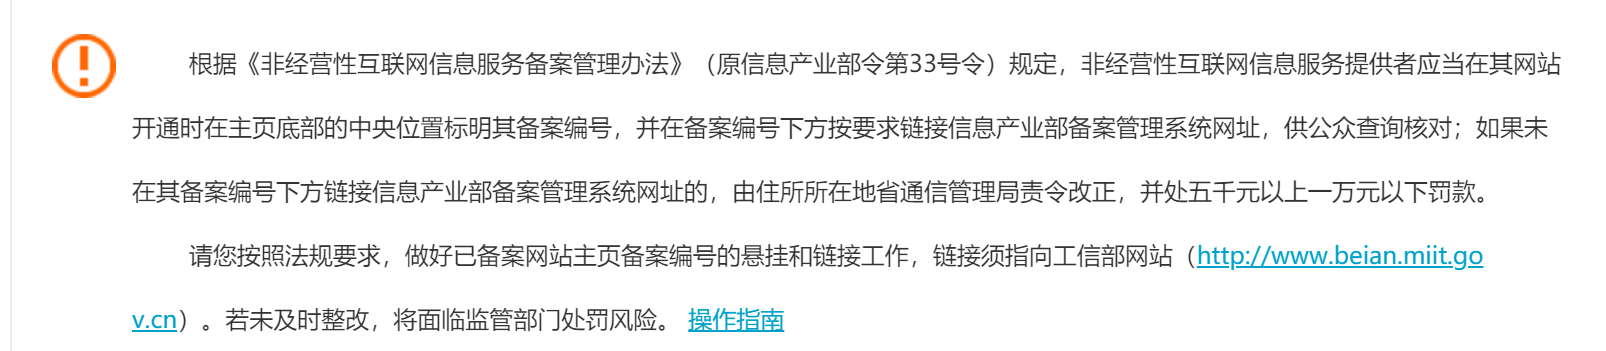 根据《非经营性互联网信息服务备案管理办法》（原信息产业部令第33号令）规定，非经营性互联网信息服务提供者应当在其网站
开通时在主页底部的中央位置标明其备案编号，并在备案编号下方按要求链接信息产业部备案管理系统网址，供公众查询核对；如果未
在其备案编号下方链接信息产业部备案管理系统网址的，由住所所在地省通信管理局责令改正，并处五千元以上一万元以下罚款。
请您按照法规要求，做好已备案网站主页备案编号的悬挂和链接工作，链接须指向工信部网站（http://www.beian.miit.go
v.cn）。若未及时整改，将面临监管部门处罚风险。 操作指南